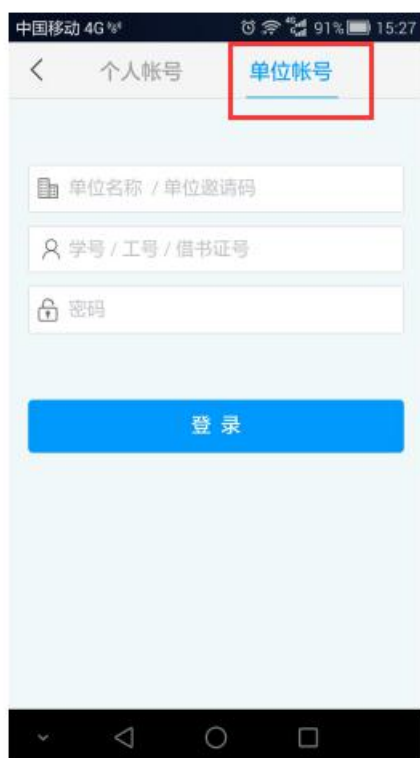 中国移动 4G 91% 15:27
个人帐号 单位帐号
单位名称 / 单位邀请码
学号 / 工号 / 借书证号
密码
登 录